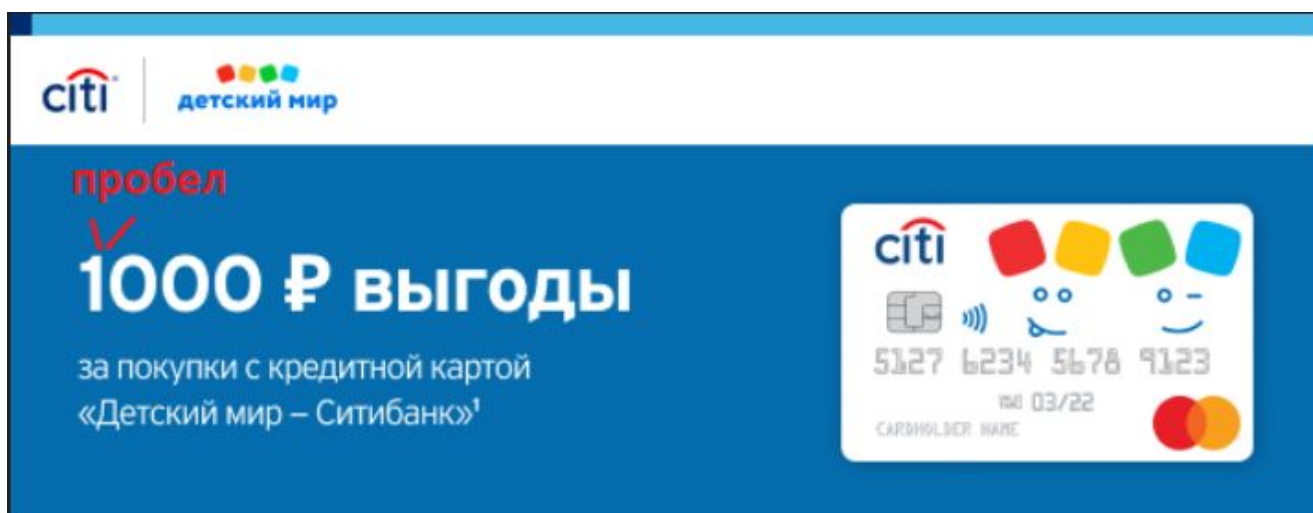 citi
детский мир
пробел
1000 ₽ выгоды
за покупки с кредитной картой
«Детский мир – Ситибанк»¹
citi
5127 6234 5678 9123
03/22
CARDHOLDER NAME